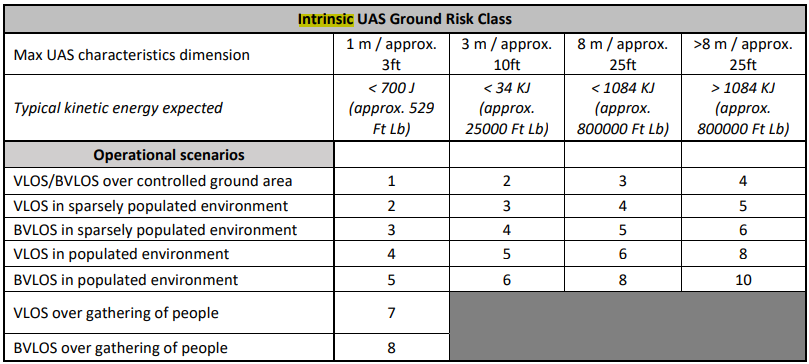 Intrinsic UAS Ground Risk Class
Max UAS characteristics dimension 1 m / approx. 3ft 3 m / approx. 10ft 8 m / approx. 25ft >8 m / approx. 25ft
Typical kinetic energy expected < 700 J (approx. 529 Ft Lb) < 34 KJ (approx. 25000 Ft Lb) < 1084 KJ (approx. 800000 Ft Lb) > 1084 KJ (approx. 800000 Ft Lb)
Operational scenarios
VLOS/BVLOS over controlled ground area 1 2 3 4
VLOS in sparsely populated environment 2 3 4 5
BVLOS in sparsely populated environment 3 4 5 6
VLOS in populated environment 4 5 6 8
BVLOS in populated environment 5 6 8 10
VLOS over gathering of people 7
BVLOS over gathering of people 8